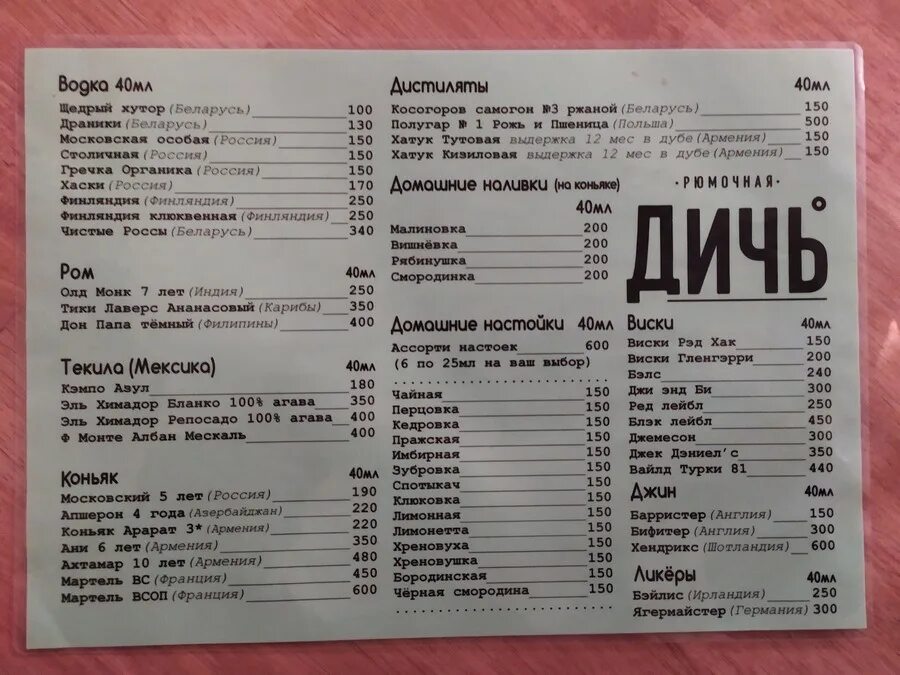 Водка 40мл
Щедрый хутор (Беларусь) 100
Драники (Беларусь) 130
Московская особая (Россия) 150
Столичная (Россия) 150
Гречка Органика (Россия) 150
Хаски (Россия) 170
Финляндия (Финляндия) 250
Финляндия клюквенная (Финляндия) 250
Чистые Россы (Беларусь) 340
Ром 40мл
Олд Монк 7 лет (Индия) 250
Тики Лаверс Ананасовый (Карибы) 350
Дон Папа тёмный (Филипины) 400
Текила (Мексика) 40мл
Кэмпо Азул 180
Эль Химадор Бланко 100% агава 350
Эль Химадор Репосадо 100% агава 400
Ф Монте Албан Мескаль 400
Коньяк 40мл
Московский 5 лет (Россия) 190
Апшерон 4 года (Азербайджан) 220
Коньяк Арарат 3* (Армения) 220
Ани 6 лет (Армения) 350
Ахтамар 10 лет (Армения) 480
Мартель ВС (Франция) 450
Мартель ВСОП (Франция) 600
Дистиляты 40мл
Косогоров самогон №3 ржаной (Беларусь) 150
Полугар № 1 Рожь и Пшеница (Польша) 500
Хатук Тутовая выдержка 12 мес в дубе (Армения) 150
Хатук Кизиловая выдержка 12 мес в дубе (Армения) 150
Домашние наливки (на коньяке)
40мл
Малиновка 200
Вишнёвка 200
Рябинушка 200
Смородинка 200
Домашние настойки 40мл
Ассорти настоек 600
(6 по 25мл на ваш выбор)
Чайная 150
Перцовка 150
Кедровка 150
Пражская 150
Имбирная 150
Зубровка 150
Спотыкач 150
Клюковка 150
Лимонная 150
Лимонетта 150
Хреновуха 150
Хреновушка 150
Бородинская 150
Чёрная смородина 150
·РЮМОЧНАЯ·
ДИЧЬ°
Виски 40мл
Виски Рэд Хак 150
Виски Гленгэрри 200
Бэлс 240
Джи энд Би 300
Ред лейбл 250
Блэк лейбл 450
Джемесон 300
Джек Дэниел'с 350
Вайлд Турки 81 440
Джин 40мл
Барристер (Англия) 150
Бифитер (Англия) 300
Хендрикс (Шотландия) 600
Ликёры 40мл
Бэйлис (Ирландия) 250
Ягермайстер (Германия) 300